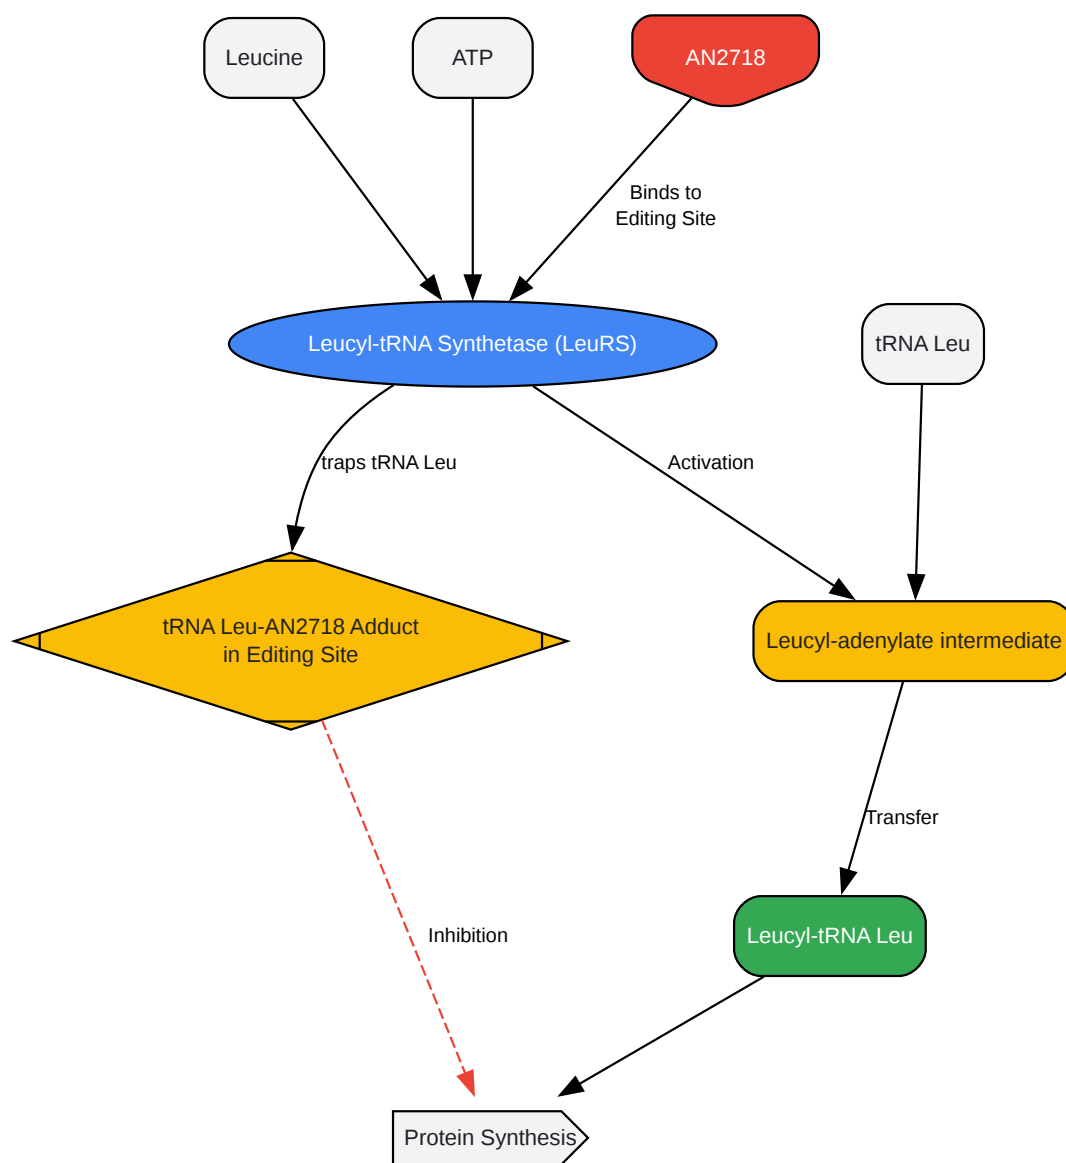 Leucine
ATP
AN2718
Binds to
Editing Site
Leucyl-tRNA Synthetase (LeuRS)
tRNA Leu
traps tRNA Leu
Activation
tRNA Leu-AN2718 Adduct
in Editing Site
Leucyl-adenylate intermediate
Transfer
Inhibition
Leucyl-tRNA Leu
Protein Synthesis